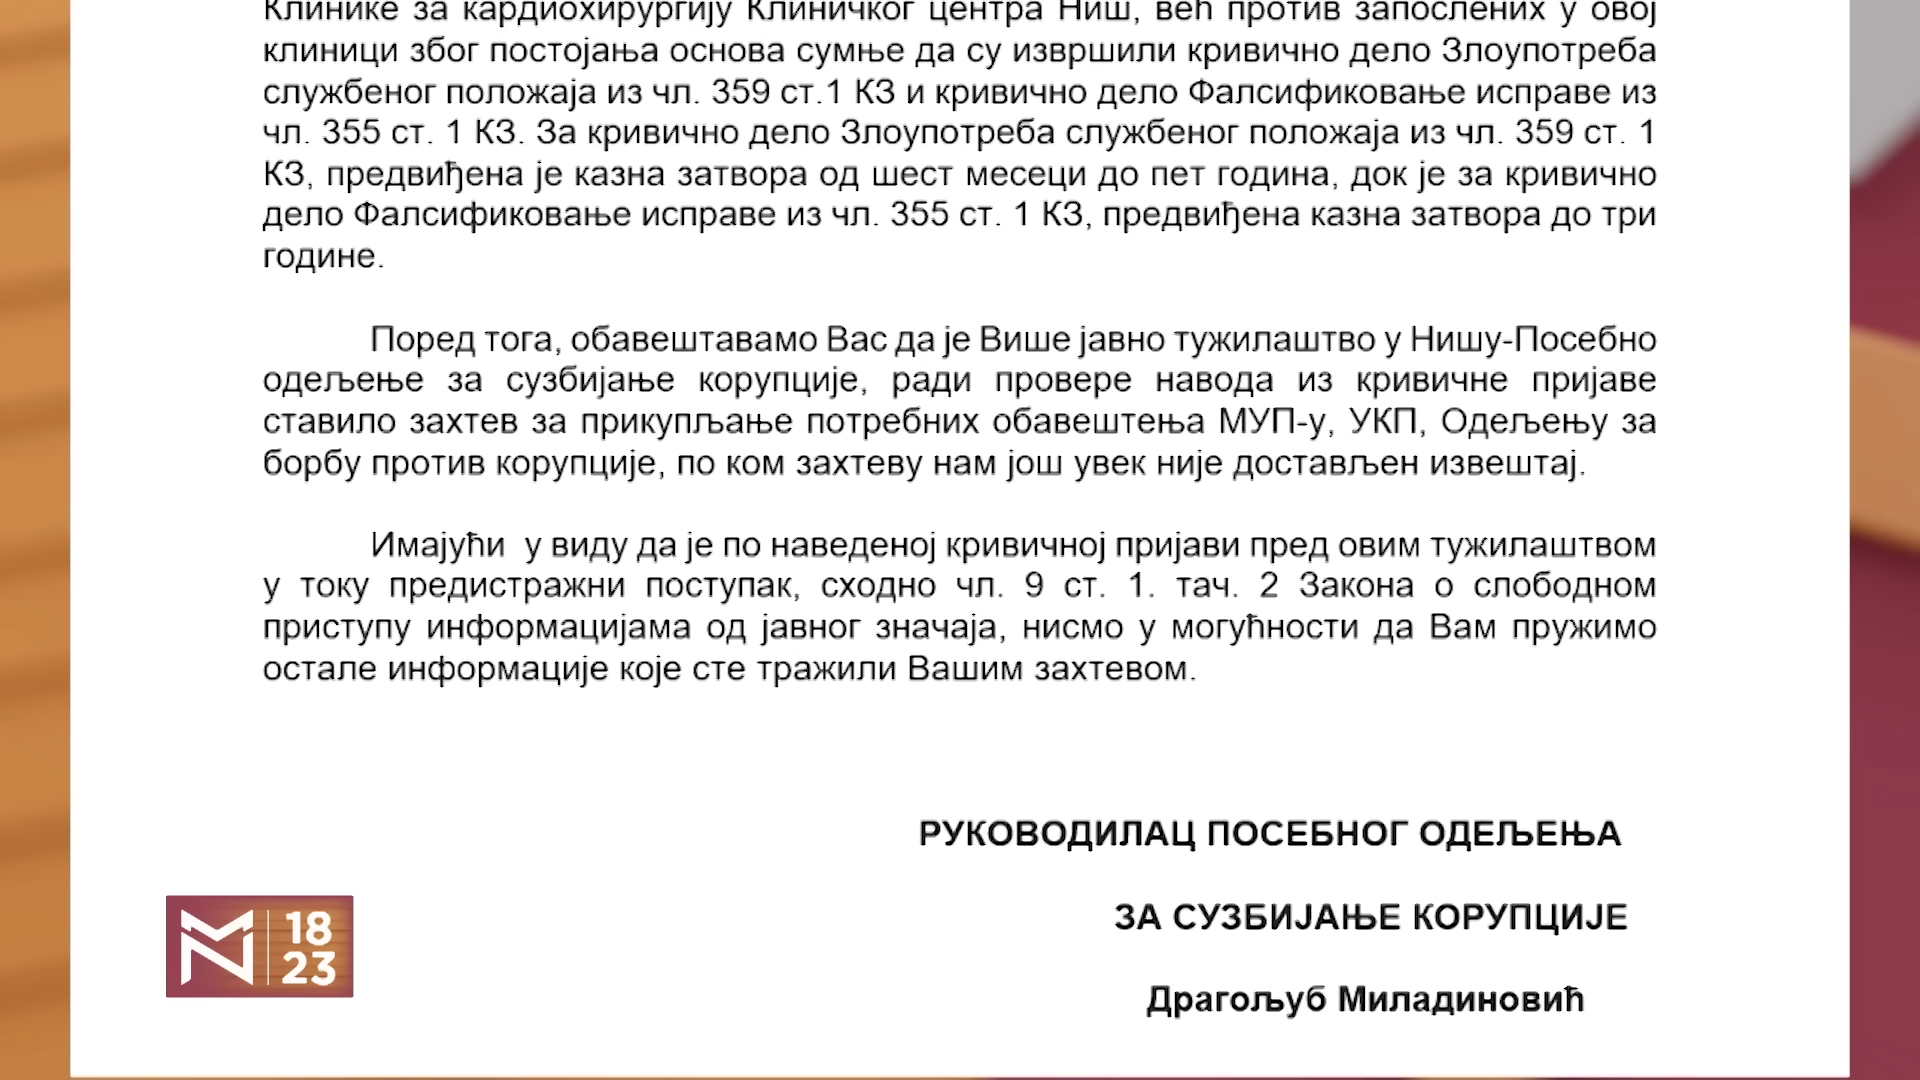 Клинике за кардиохирургију Клиничког центра Ниш, већ против запослених у овој
клиници због постојања основа сумње да су извршили кривично дело Злоупотреба
службеног положаја из чл. 359 ст.1 КЗ и кривично дело Фалсификовање исправе из
чл. 355 ст. 1 КЗ. За кривично дело Злоупотреба службеног положаја из чл. 359 ст. 1
КЗ, предвиђена је казна затвора од шест месеци до пет година, док је за кривично
дело Фалсификовање исправе из чл. 355 ст. 1 КЗ, предвиђена казна затвора до три
године.
Поред тога, обавештавамо Вас да је Више јавно тужилаштво у Нишу-Посебно
одељење за сузбијање корупције, ради провере навода из кривичне пријаве
ставило захтев за прикупљање потребних обавештења МУП-у, УКП, Одељењу за
борбу против корупције, по ком захтеву нам још увек није достављен извештај.
Имајући у виду да је по наведеној кривичној пријави пред овим тужилаштвом
у току предистражни поступак, сходно чл. 9 ст. 1. тач. 2 Закона о слободном
приступу информацијама од јавног значаја, нисмо у могућности да Вам пружимо
остале информације које сте тражили Вашим захтевом.
РУКОВОДИЛАЦ ПОСЕБНОГ ОДЕЉЕЊА
ЗА СУЗБИЈАЊЕ КОРУПЦИЈЕ
Драгољуб Миладиновић
18
23